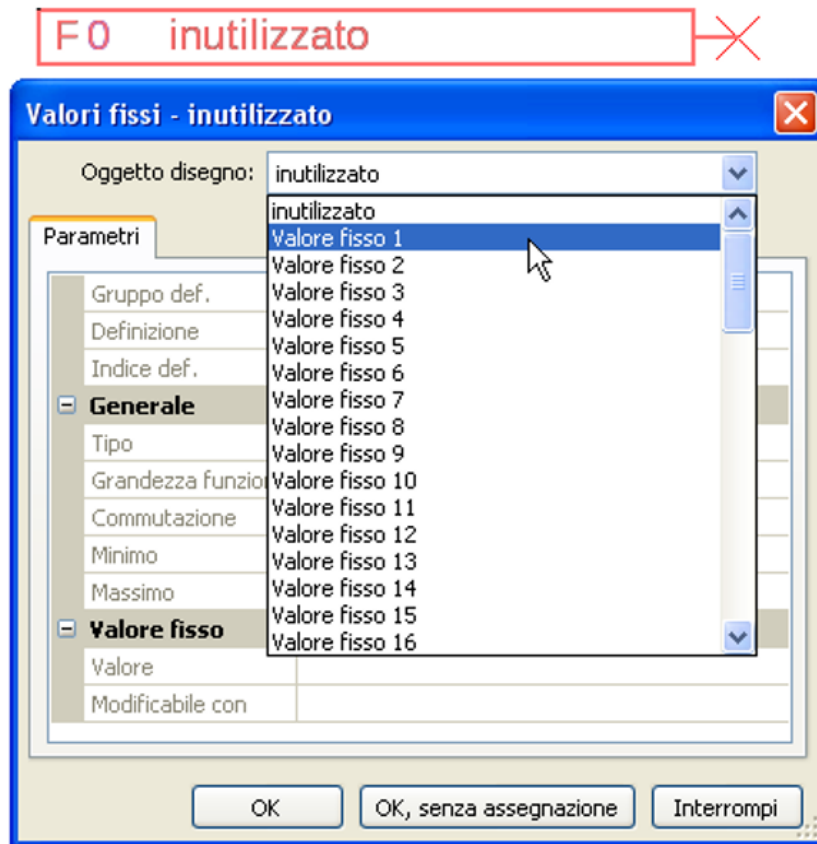 F0 inutilizzato
Valori fissi - inutilizzato
Oggetto disegno: inutilizzato
inutilizzato
Parametri
Valore fisso 1
Valore fisso 2
Valore fisso 3
Valore fisso 4
Valore fisso 5
Valore fisso 6
Valore fisso 7
Valore fisso 8
Valore fisso 9
Valore fisso 10
Valore fisso 11
Valore fisso 12
Valore fisso 13
Valore fisso 14
Valore fisso 15
Valore fisso 16
Gruppo def.
Definizione
Indice def.
Generale
Tipo
Grandezza funzio
Commutazione
Minimo
Massimo
Valore fisso
Valore
Modificabile con
OK
OK, senza assegnazione
Interrompi